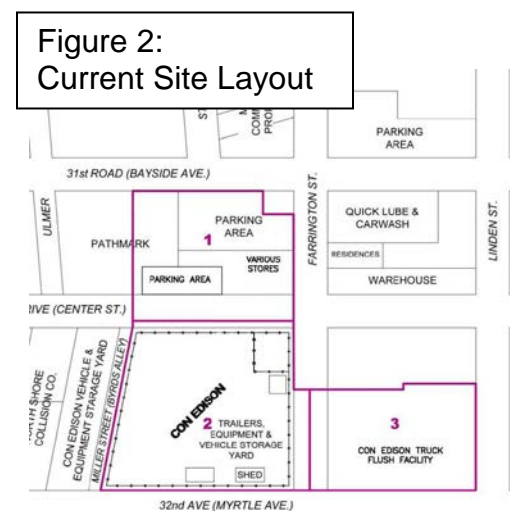 Figure 2:
Current Site Layout
PARKING
AREA
31st ROAD (BAYSIDE AVE.)
ULMER
PATHMARK
1
PARKING
AREA
VARIOUS
STORES
PARKING AREA
FARRINGTON ST.
QUICK LUBE &
CARWASH
RESIDENCES
WAREHOUSE
LINDEN ST.
RIVE (CENTER ST.)
COLLISION CO.
CON EDISON VEHICLE &
EQUIPMENT STARAGE YARD
MILLER STREET (BYRDS ALLEY)
CON EDISON
2
TRAILERS,
EQUIPMENT &
VEHICLE STORAGE
YARD
SHED
3
CON EDISON TRUCK
FLUSH FACILITY
32nd AVE (MYRTLE AVE.)